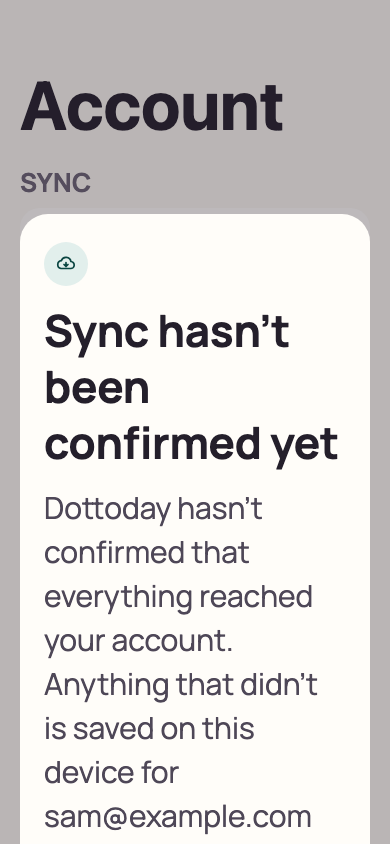 Account
SYNC
Sync hasn’t
been
confirmed yet
Dottoday hasn’t
confirmed that
everything reached
your account.
Anything that didn’t
is saved on this
device for
sam@example.com